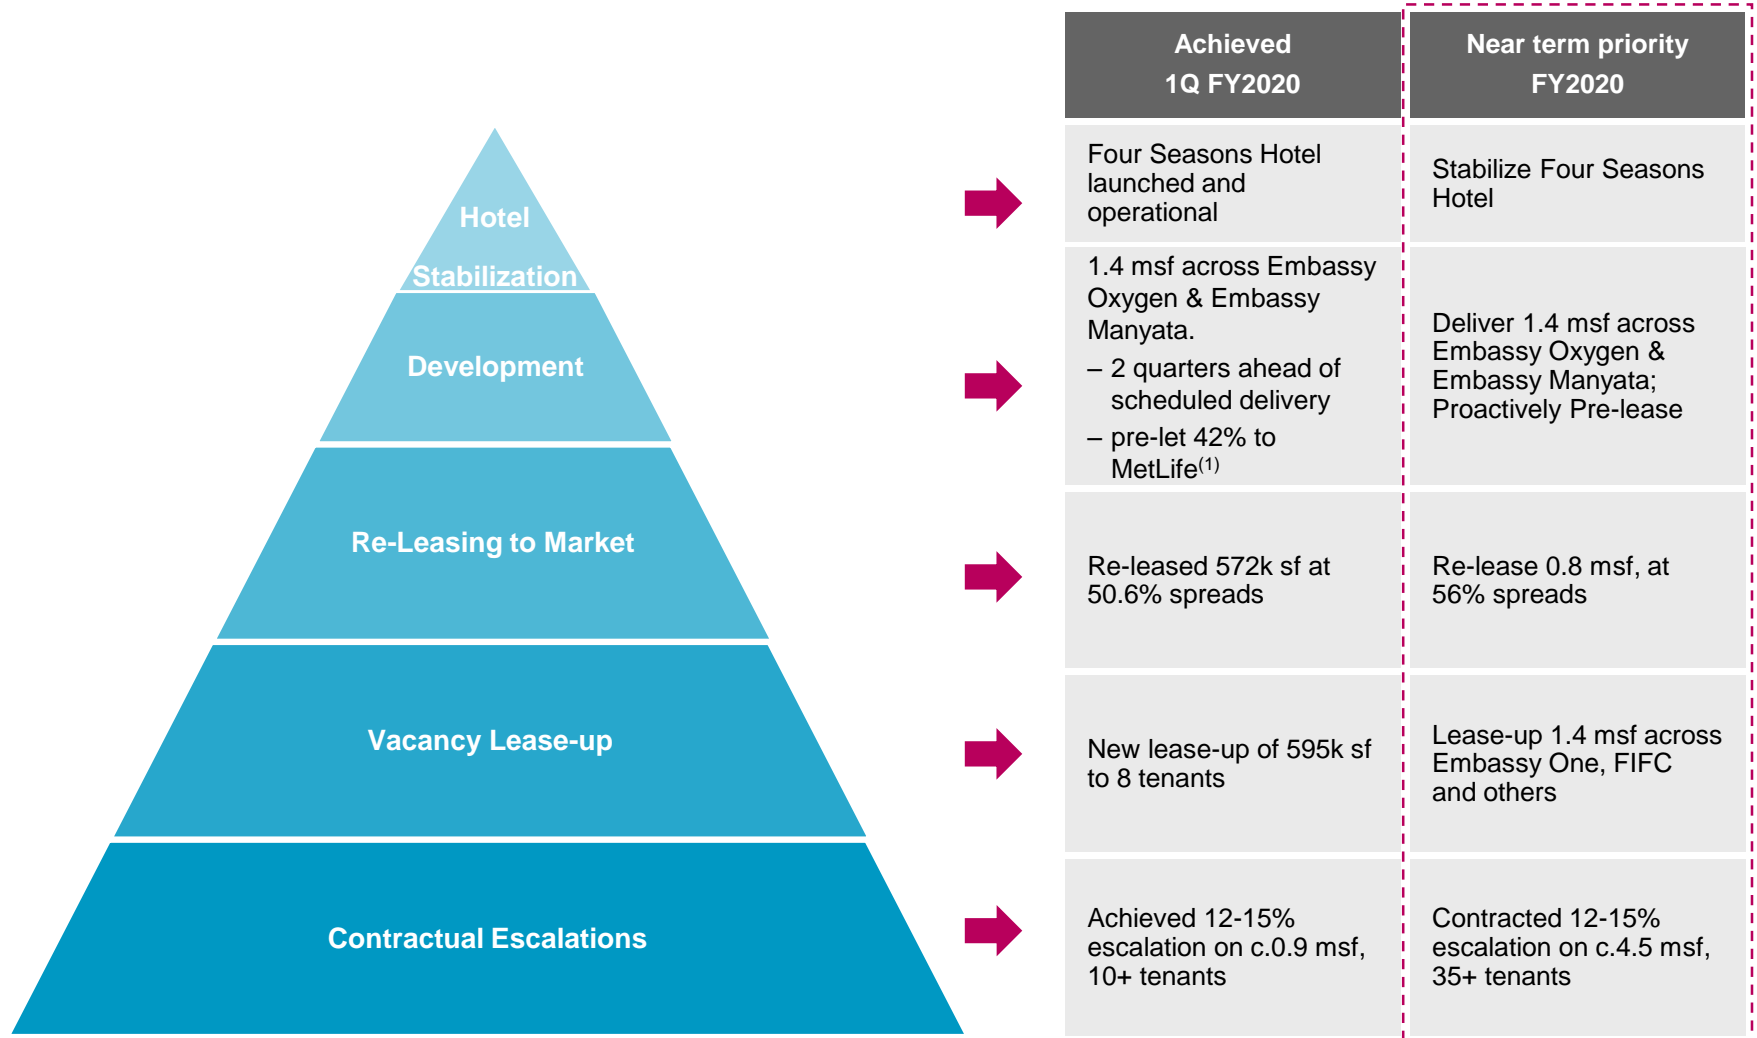 Achieved
1Q FY2020
Near term priority
FY2020
Hotel
Stabilization
Four Seasons Hotel
launched and
operational
Stabilize Four Seasons
Hotel
Development
1.4 msf across Embassy
Oxygen & Embassy
Manyata.
– 2 quarters ahead of
scheduled delivery
– pre-let 42% to
MetLife(1)
Deliver 1.4 msf across
Embassy Oxygen &
Embassy Manyata;
Proactively Pre-lease
Re-Leasing to Market
Re-leased 572k sf at
50.6% spreads
Re-lease 0.8 msf, at
56% spreads
Vacancy Lease-up
New lease-up of 595k sf
to 8 tenants
Lease-up 1.4 msf across
Embassy One, FIFC
and others
Contractual Escalations
Achieved 12-15%
escalation on c.0.9 msf,
10+ tenants
Contracted 12-15%
escalation on c.4.5 msf,
35+ tenants